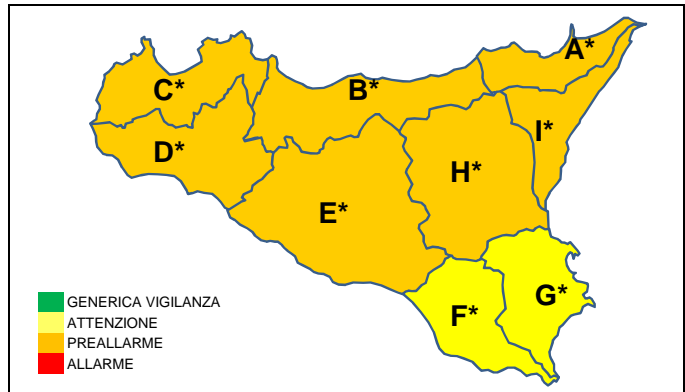 A*
B*
C*
I*
D*
H*
E*
G*
F*
GENERICA VIGILANZA
ATTENZIONE
PREALLARME
ALLARME